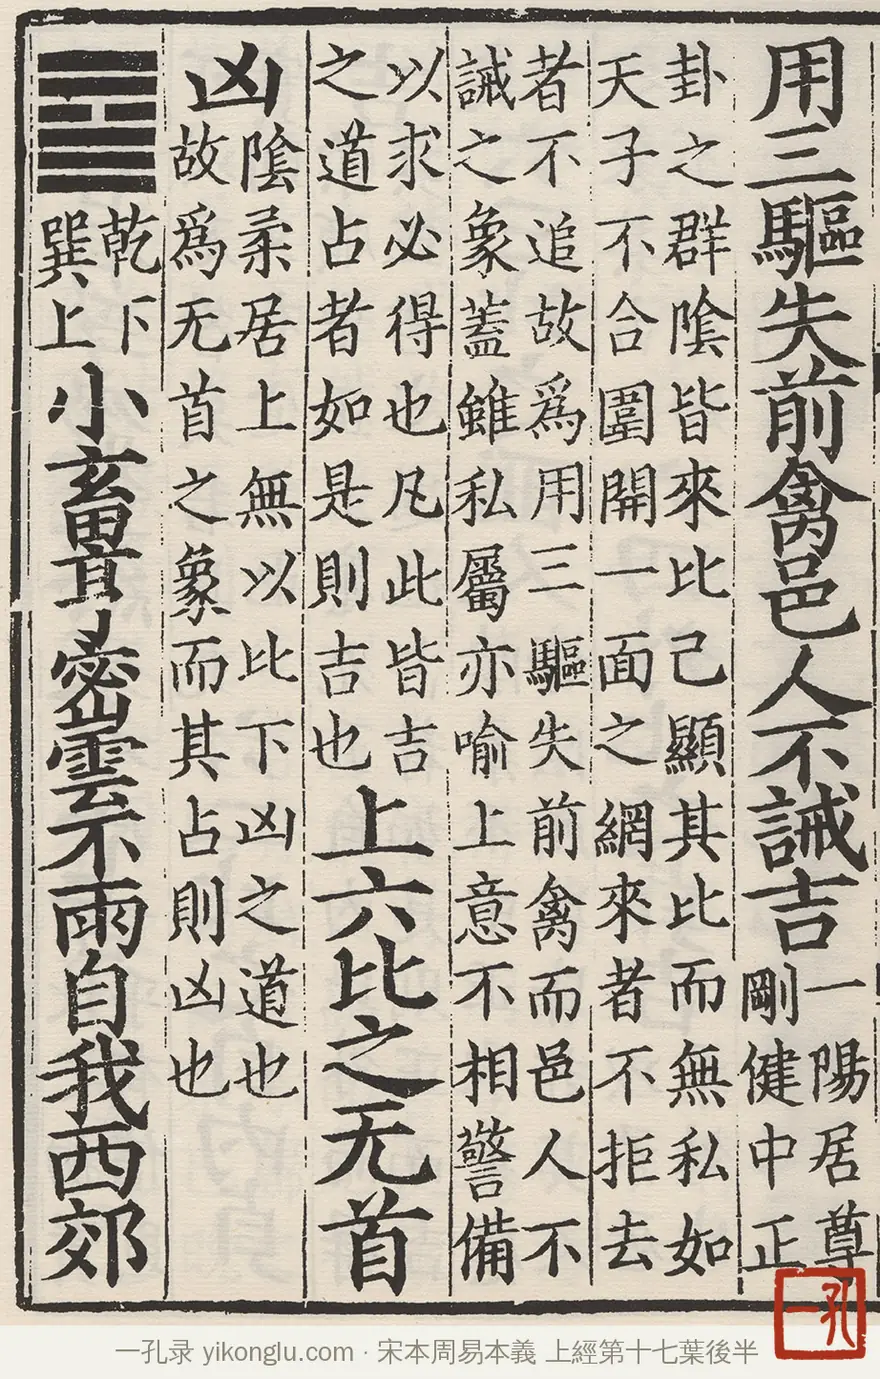 用三驅失前禽邑人不誡吉
一陽居尊
剛健中正
卦之群陰皆來比己顯其比而無私如
天子不合圍開一面之網來者不拒去
者不追故爲用三驅失前禽而邑人不
誡之象蓋雖私屬亦喻上意不相警備
以求必得也凡此皆吉
之道占者如是則吉也
上六比之无首
凶
陰柔居上無以比下凶之道也
故爲无首之象而其占則凶也
䷈
乾下
巽上
小畜亨密雲不雨自我西郊
一孔
一孔录 yikonglu.com · 宋本周易本義 上經第十七葉後半